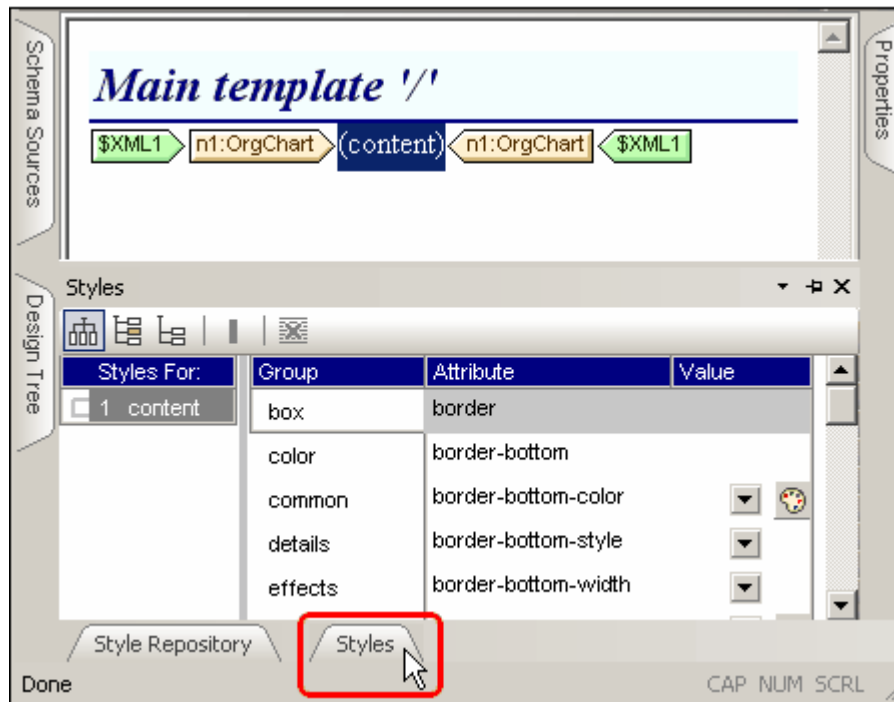 Schema Sources
Properties
Main template '/'
$XML1 n1:OrgChart (content) n1:OrgChart $XML1
Design Tree
Styles
Styles For: Group Attribute Value
1 content box border
color border-bottom
common border-bottom-color
details border-bottom-style
effects border-bottom-width
Style Repository Styles
Done CAP NUM SCRL